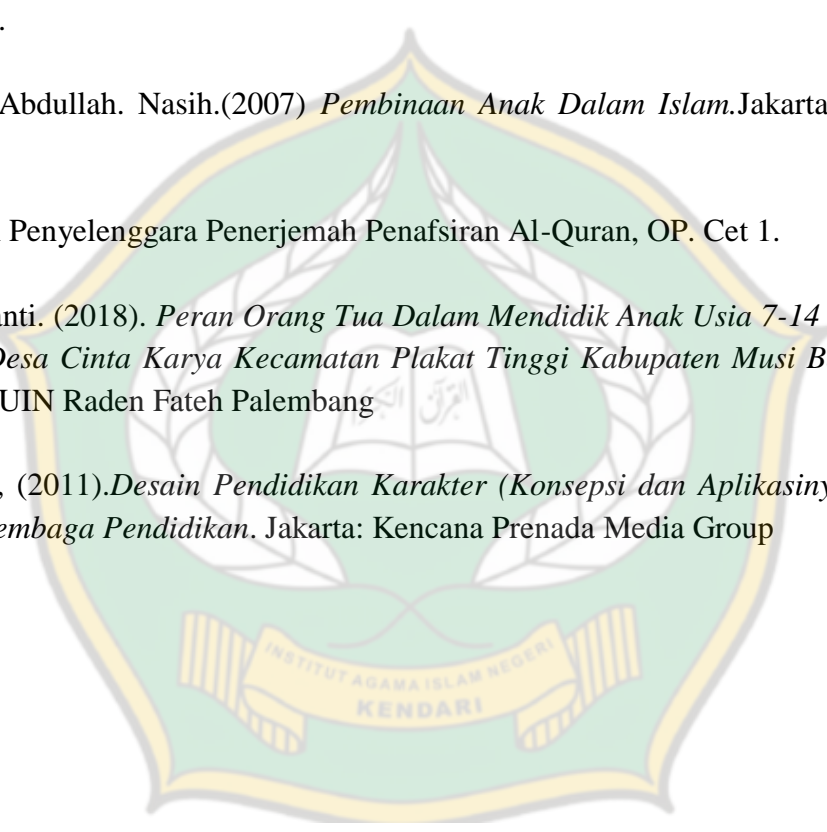 .
Abdullah. Nasih.(2007) Pembinaan Anak Dalam Islam.Jakarta
Penyelenggara Penerjemah Penafsiran Al-Quran, OP. Cet 1.
anti. (2018). Peran Orang Tua Dalam Mendidik Anak Usia 7-14
Desa Cinta Karya Kecamatan Plakat Tinggi Kabupaten Musi B
UIN Raden Fateh Palembang
, (2011).Desain Pendidikan Karakter (Konsepsi dan Aplikasiny
embaga Pendidikan. Jakarta: Kencana Prenada Media Group
القرآن الكريم
INSTITUT AGAMA ISLAM NEGERI
KENDARI